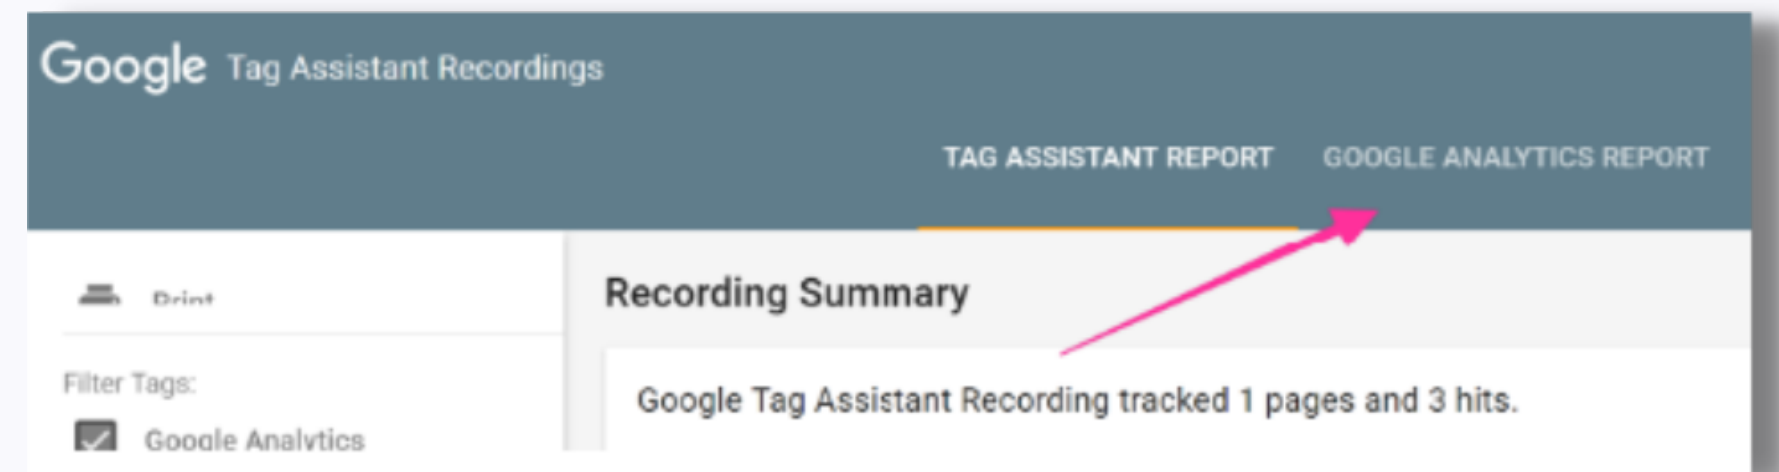 Google Tag Assistant Recordings
TAG ASSISTANT REPORT GOOGLE ANALYTICS REPORT
Print
Recording Summary
Filter Tags:
Google Analytics
Google Tag Assistant Recording tracked 1 pages and 3 hits.